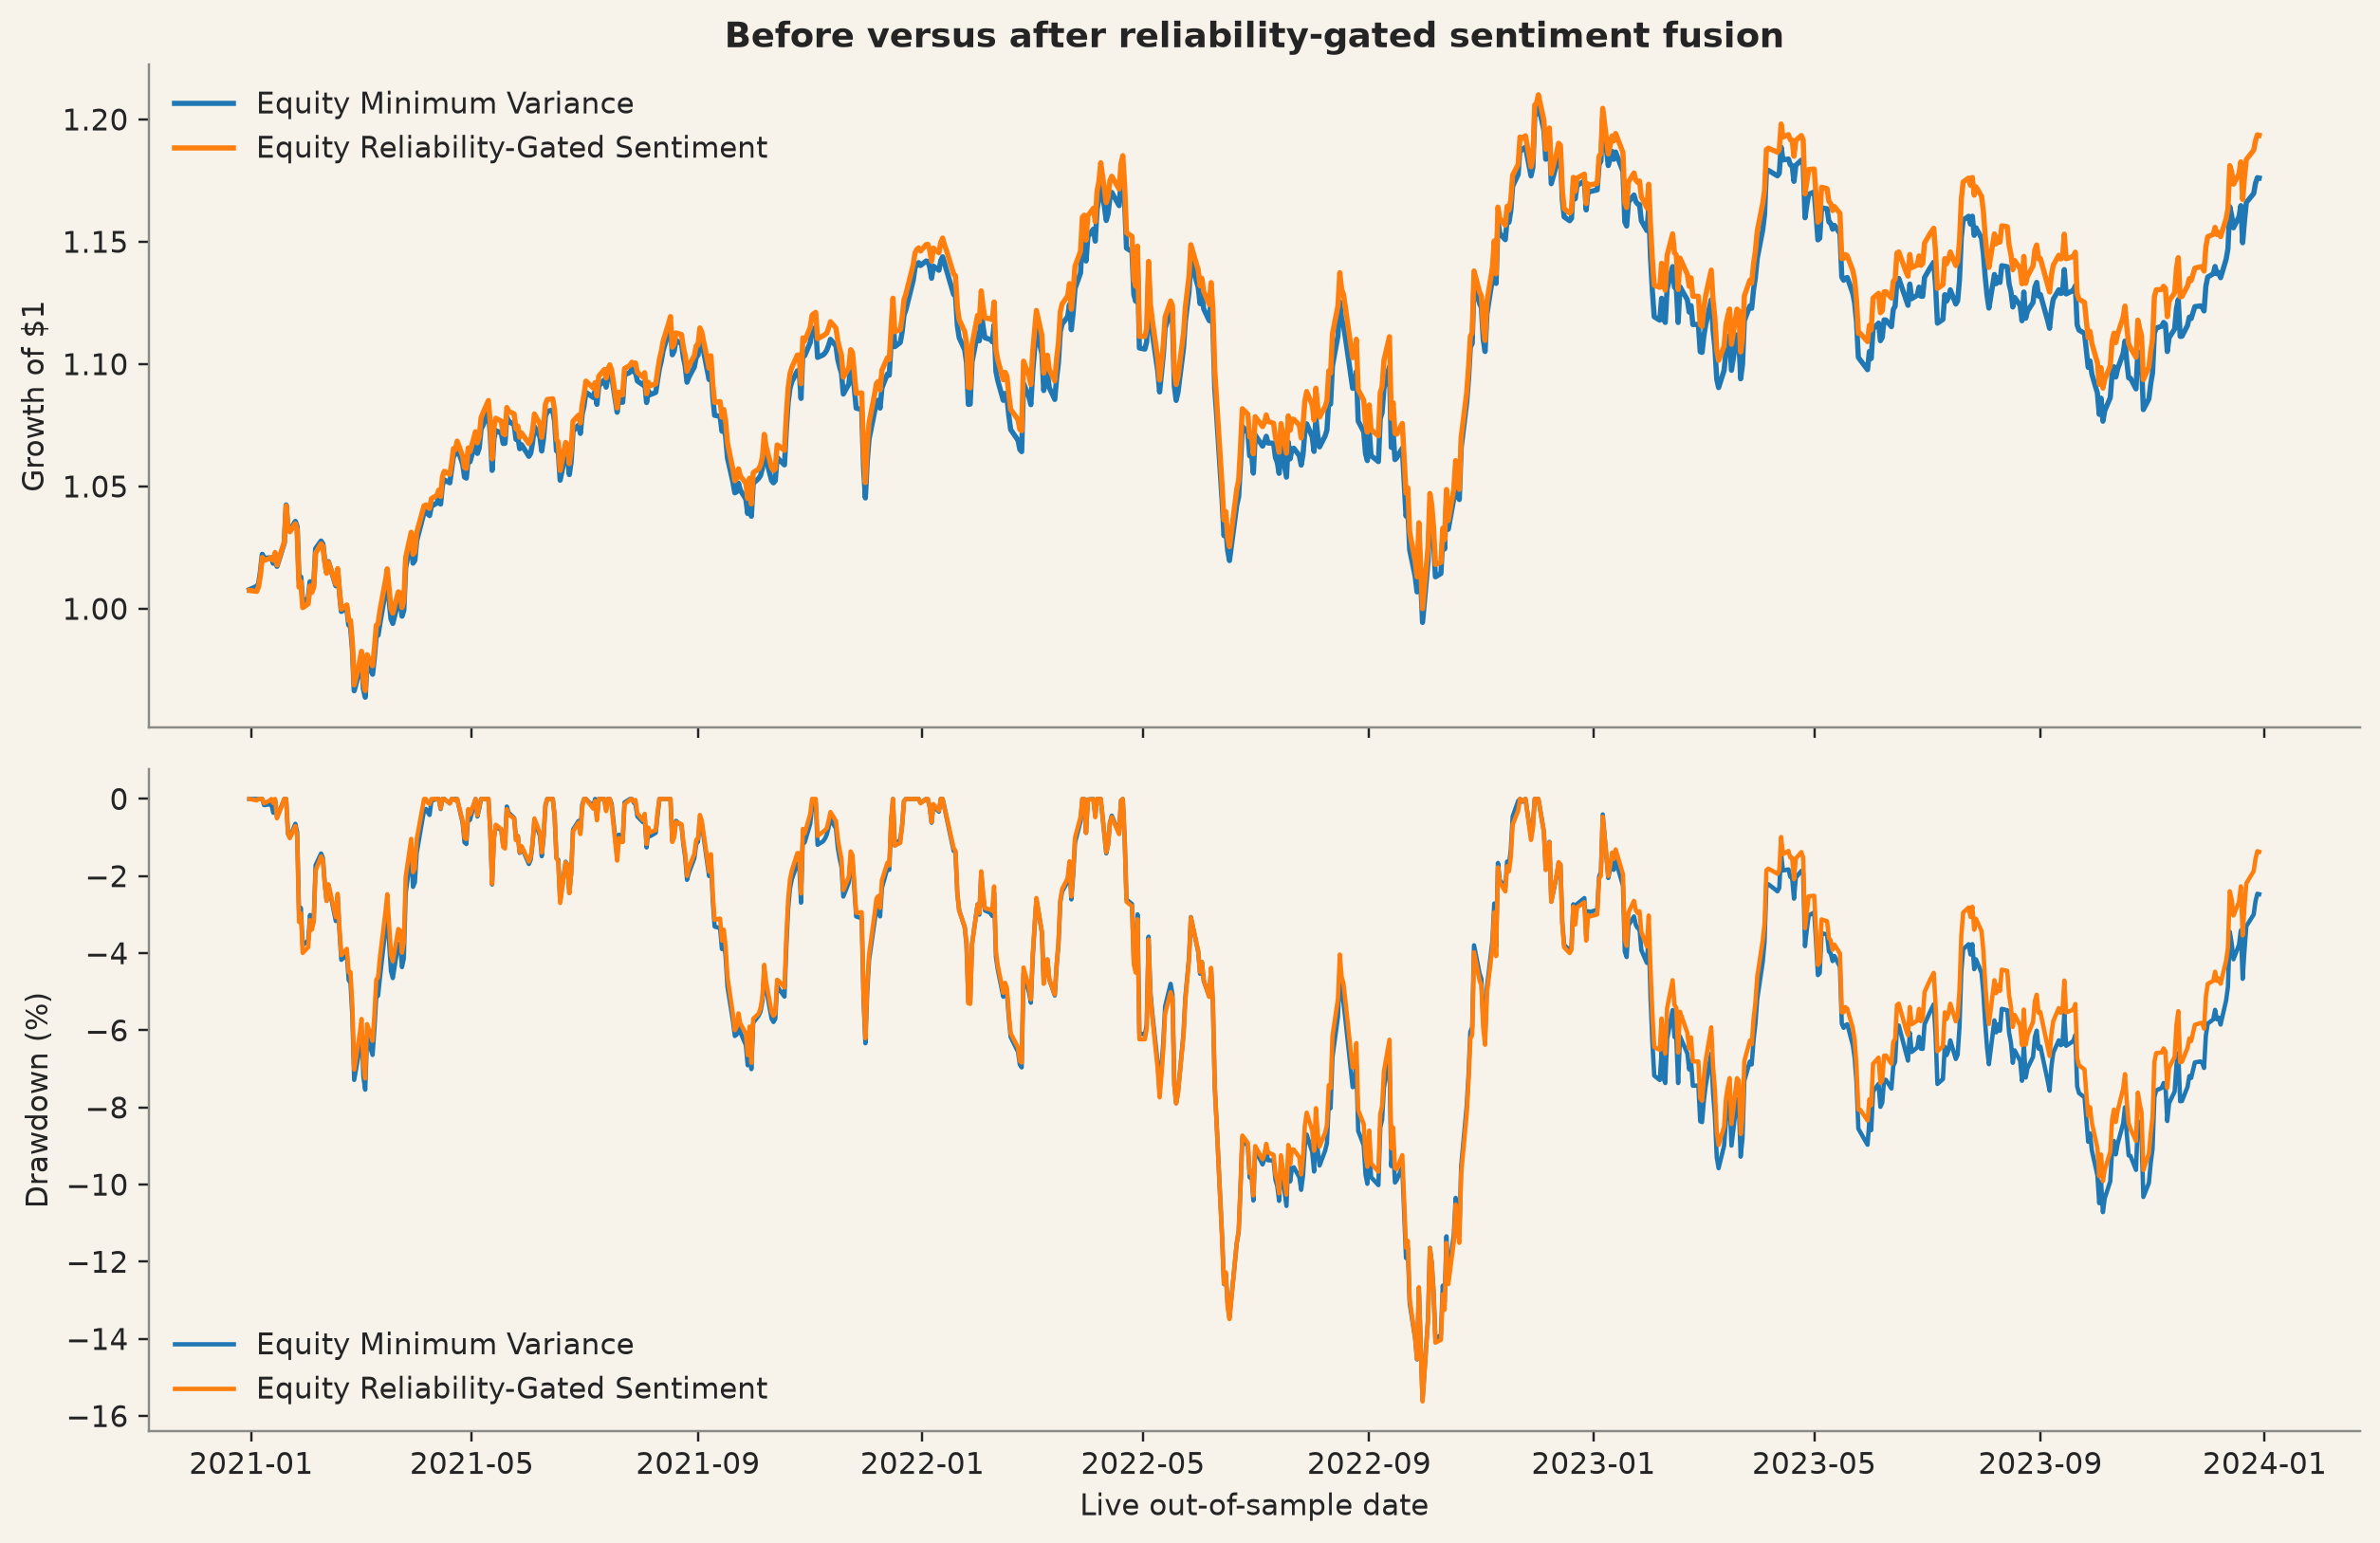 Before versus after reliability-gated sentiment fusion
Equity Minimum Variance
Equity Reliability-Gated Sentiment
Growth of $1
1.20
1.15
1.10
1.05
1.00
Drawdown (%)
0
−2
−4
−6
−8
−10
−12
−14
−16
Equity Minimum Variance
Equity Reliability-Gated Sentiment
2021-01 2021-05 2021-09 2022-01 2022-05 2022-09 2023-01 2023-05 2023-09 2024-01
Live out-of-sample date